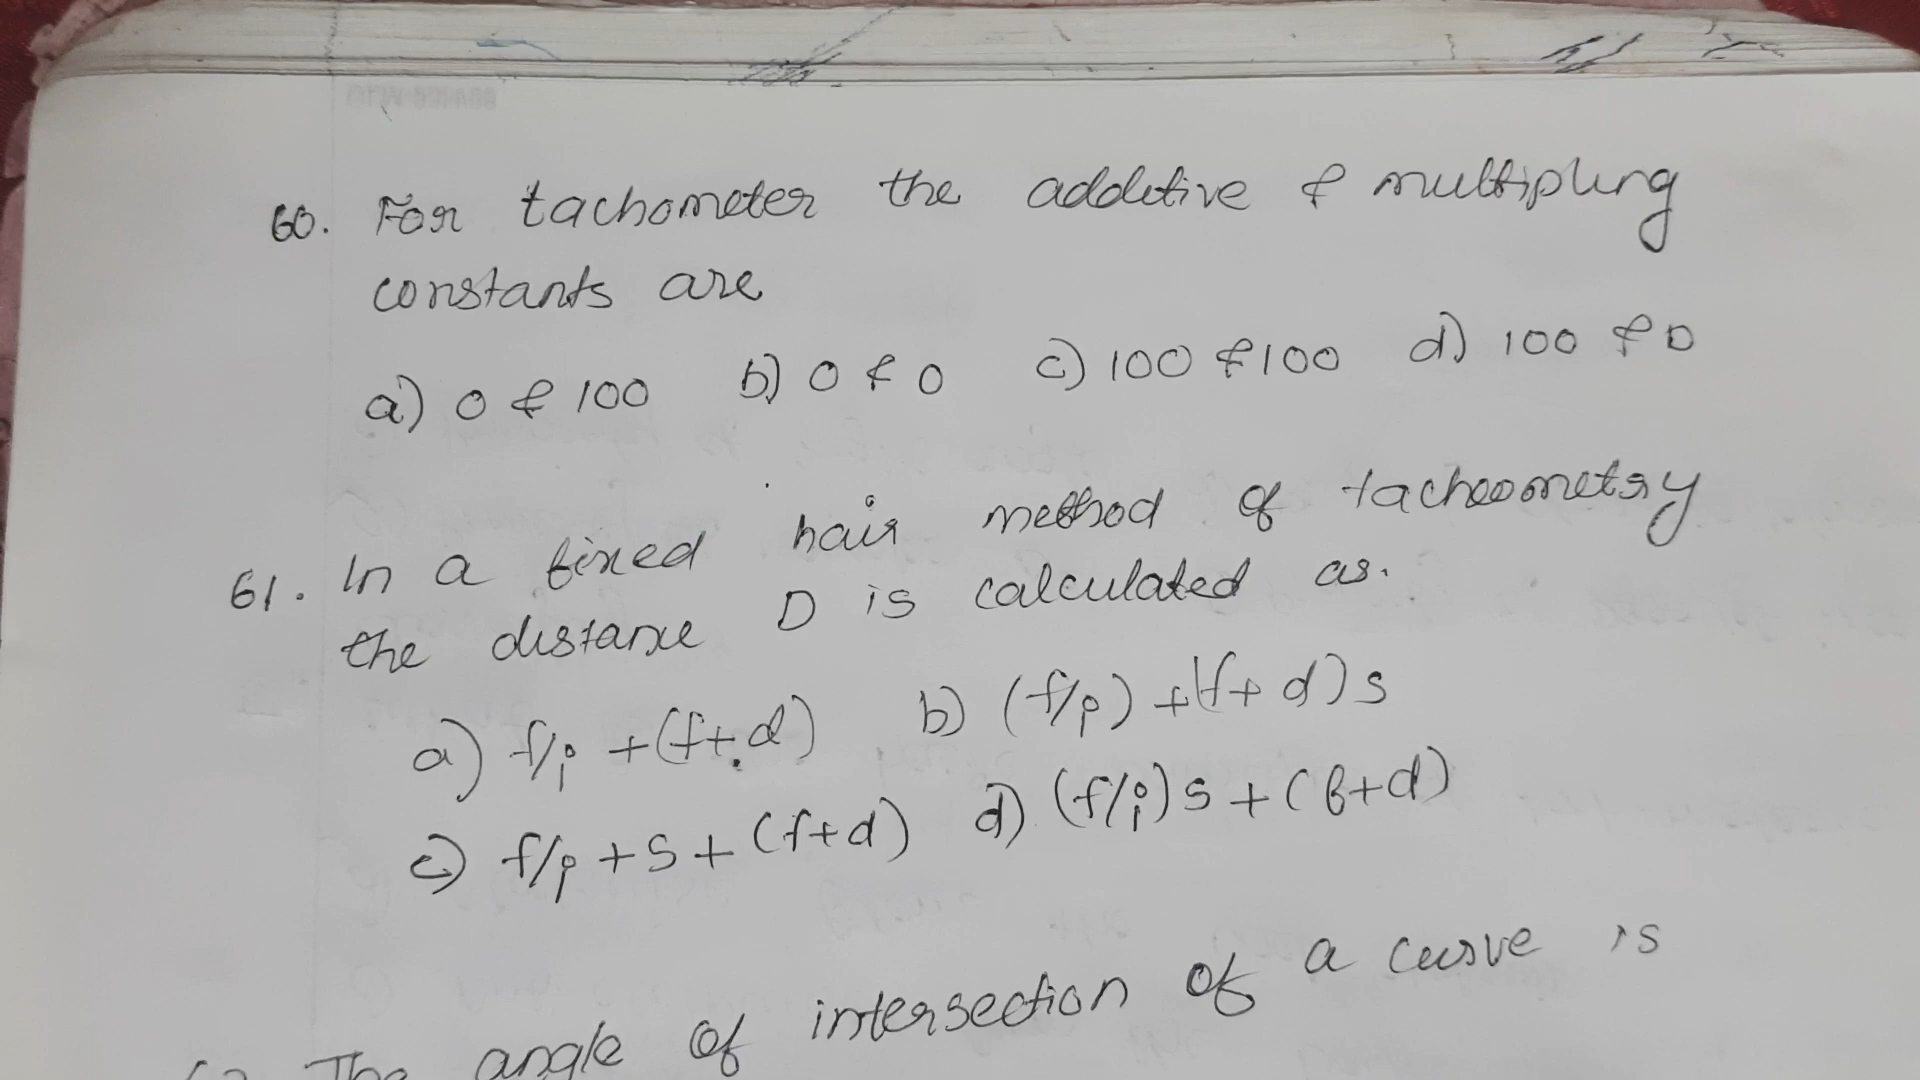 60. For tachometer the additive & multipling
constants are
a) 0 & 100 b) 0 & 0 c) 100 & 100 d) 100 & 0
61. In a fixed hair method of tacheometry
the distance D is calculated as.
a) f/i + (f+d) b) (f/p) + (f+d)s
c) f/p + S + (f+d) d) (f/i)s + (f+d)
The angle of intersection of a curve is